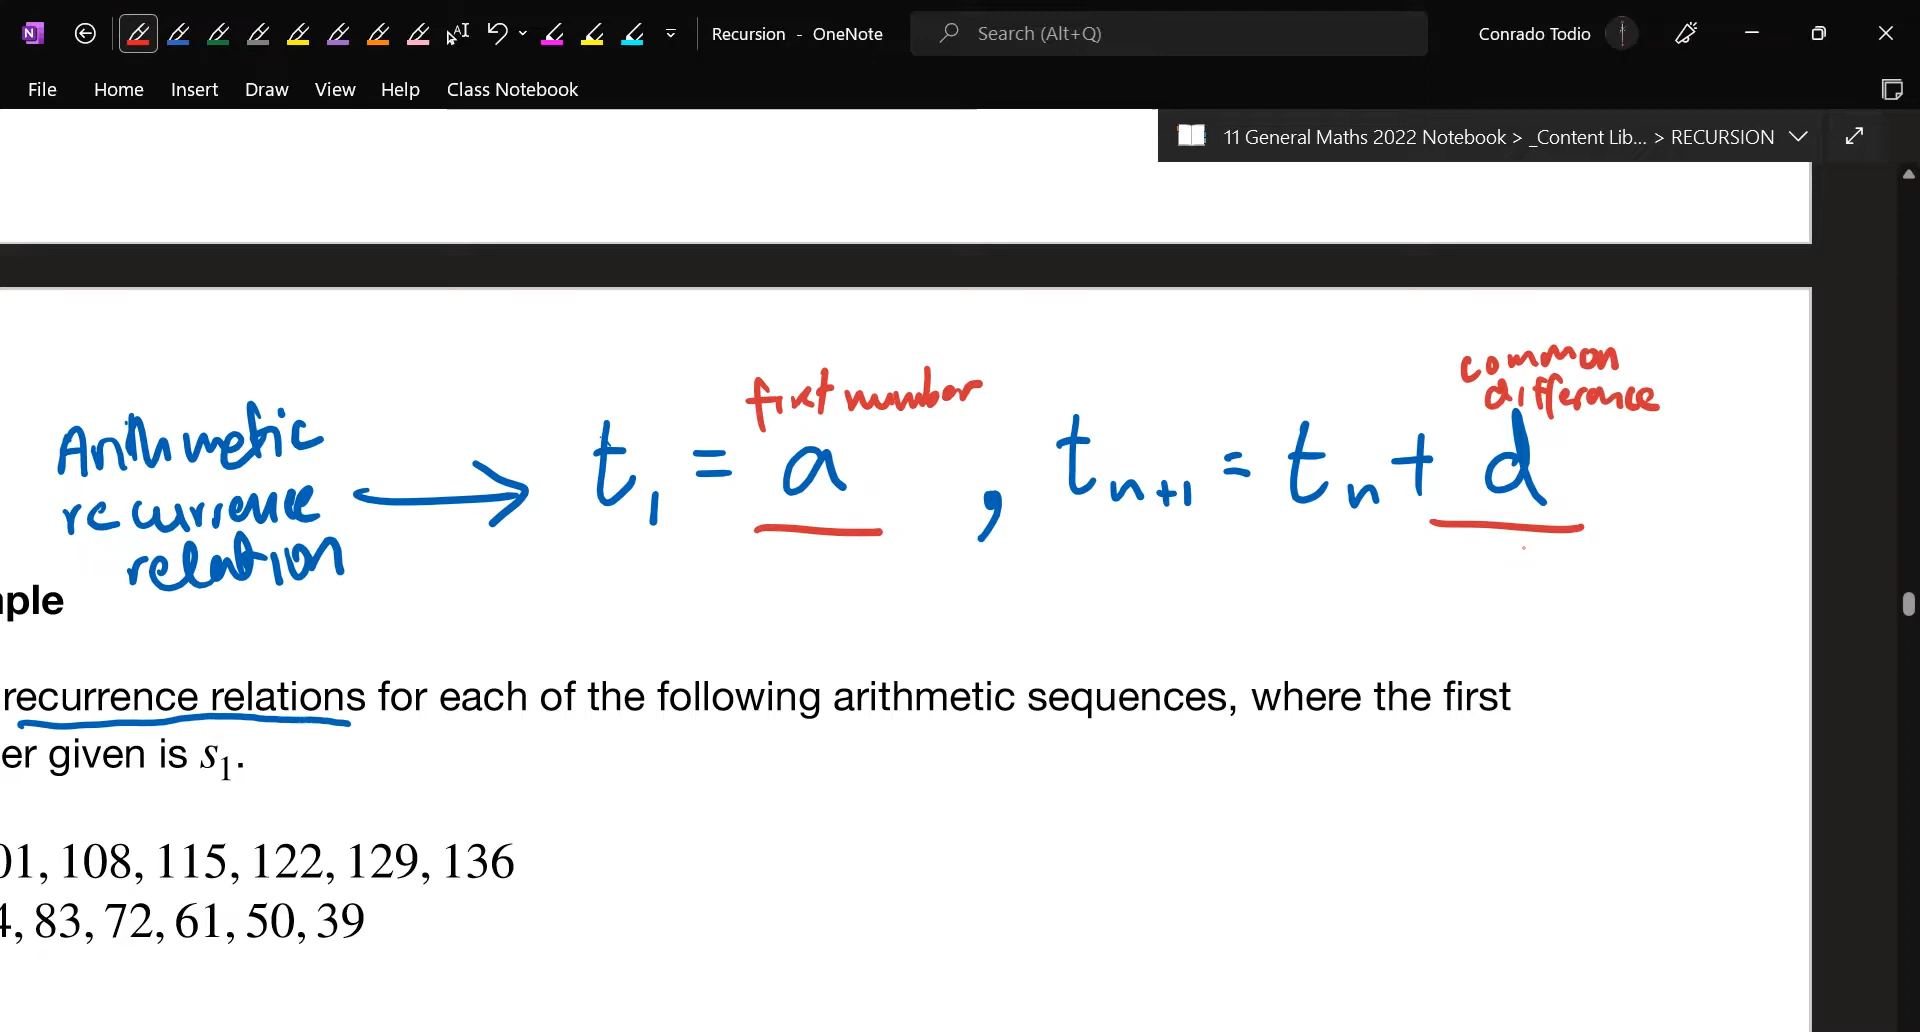 Recursion - OneNote
Search (Alt+Q)
Conrado Todio
File Home Insert Draw View Help Class Notebook
11 General Maths 2022 Notebook > _Content Lib... > RECURSION
Arithmetic
recurrence
relation
first number
t₁ = a , tₙ₊₁ = tₙ + d
common
difference
mple
recurrence relations for each of the following arithmetic sequences, where the first
er given is s₁.
01, 108, 115, 122, 129, 136
4, 83, 72, 61, 50, 39